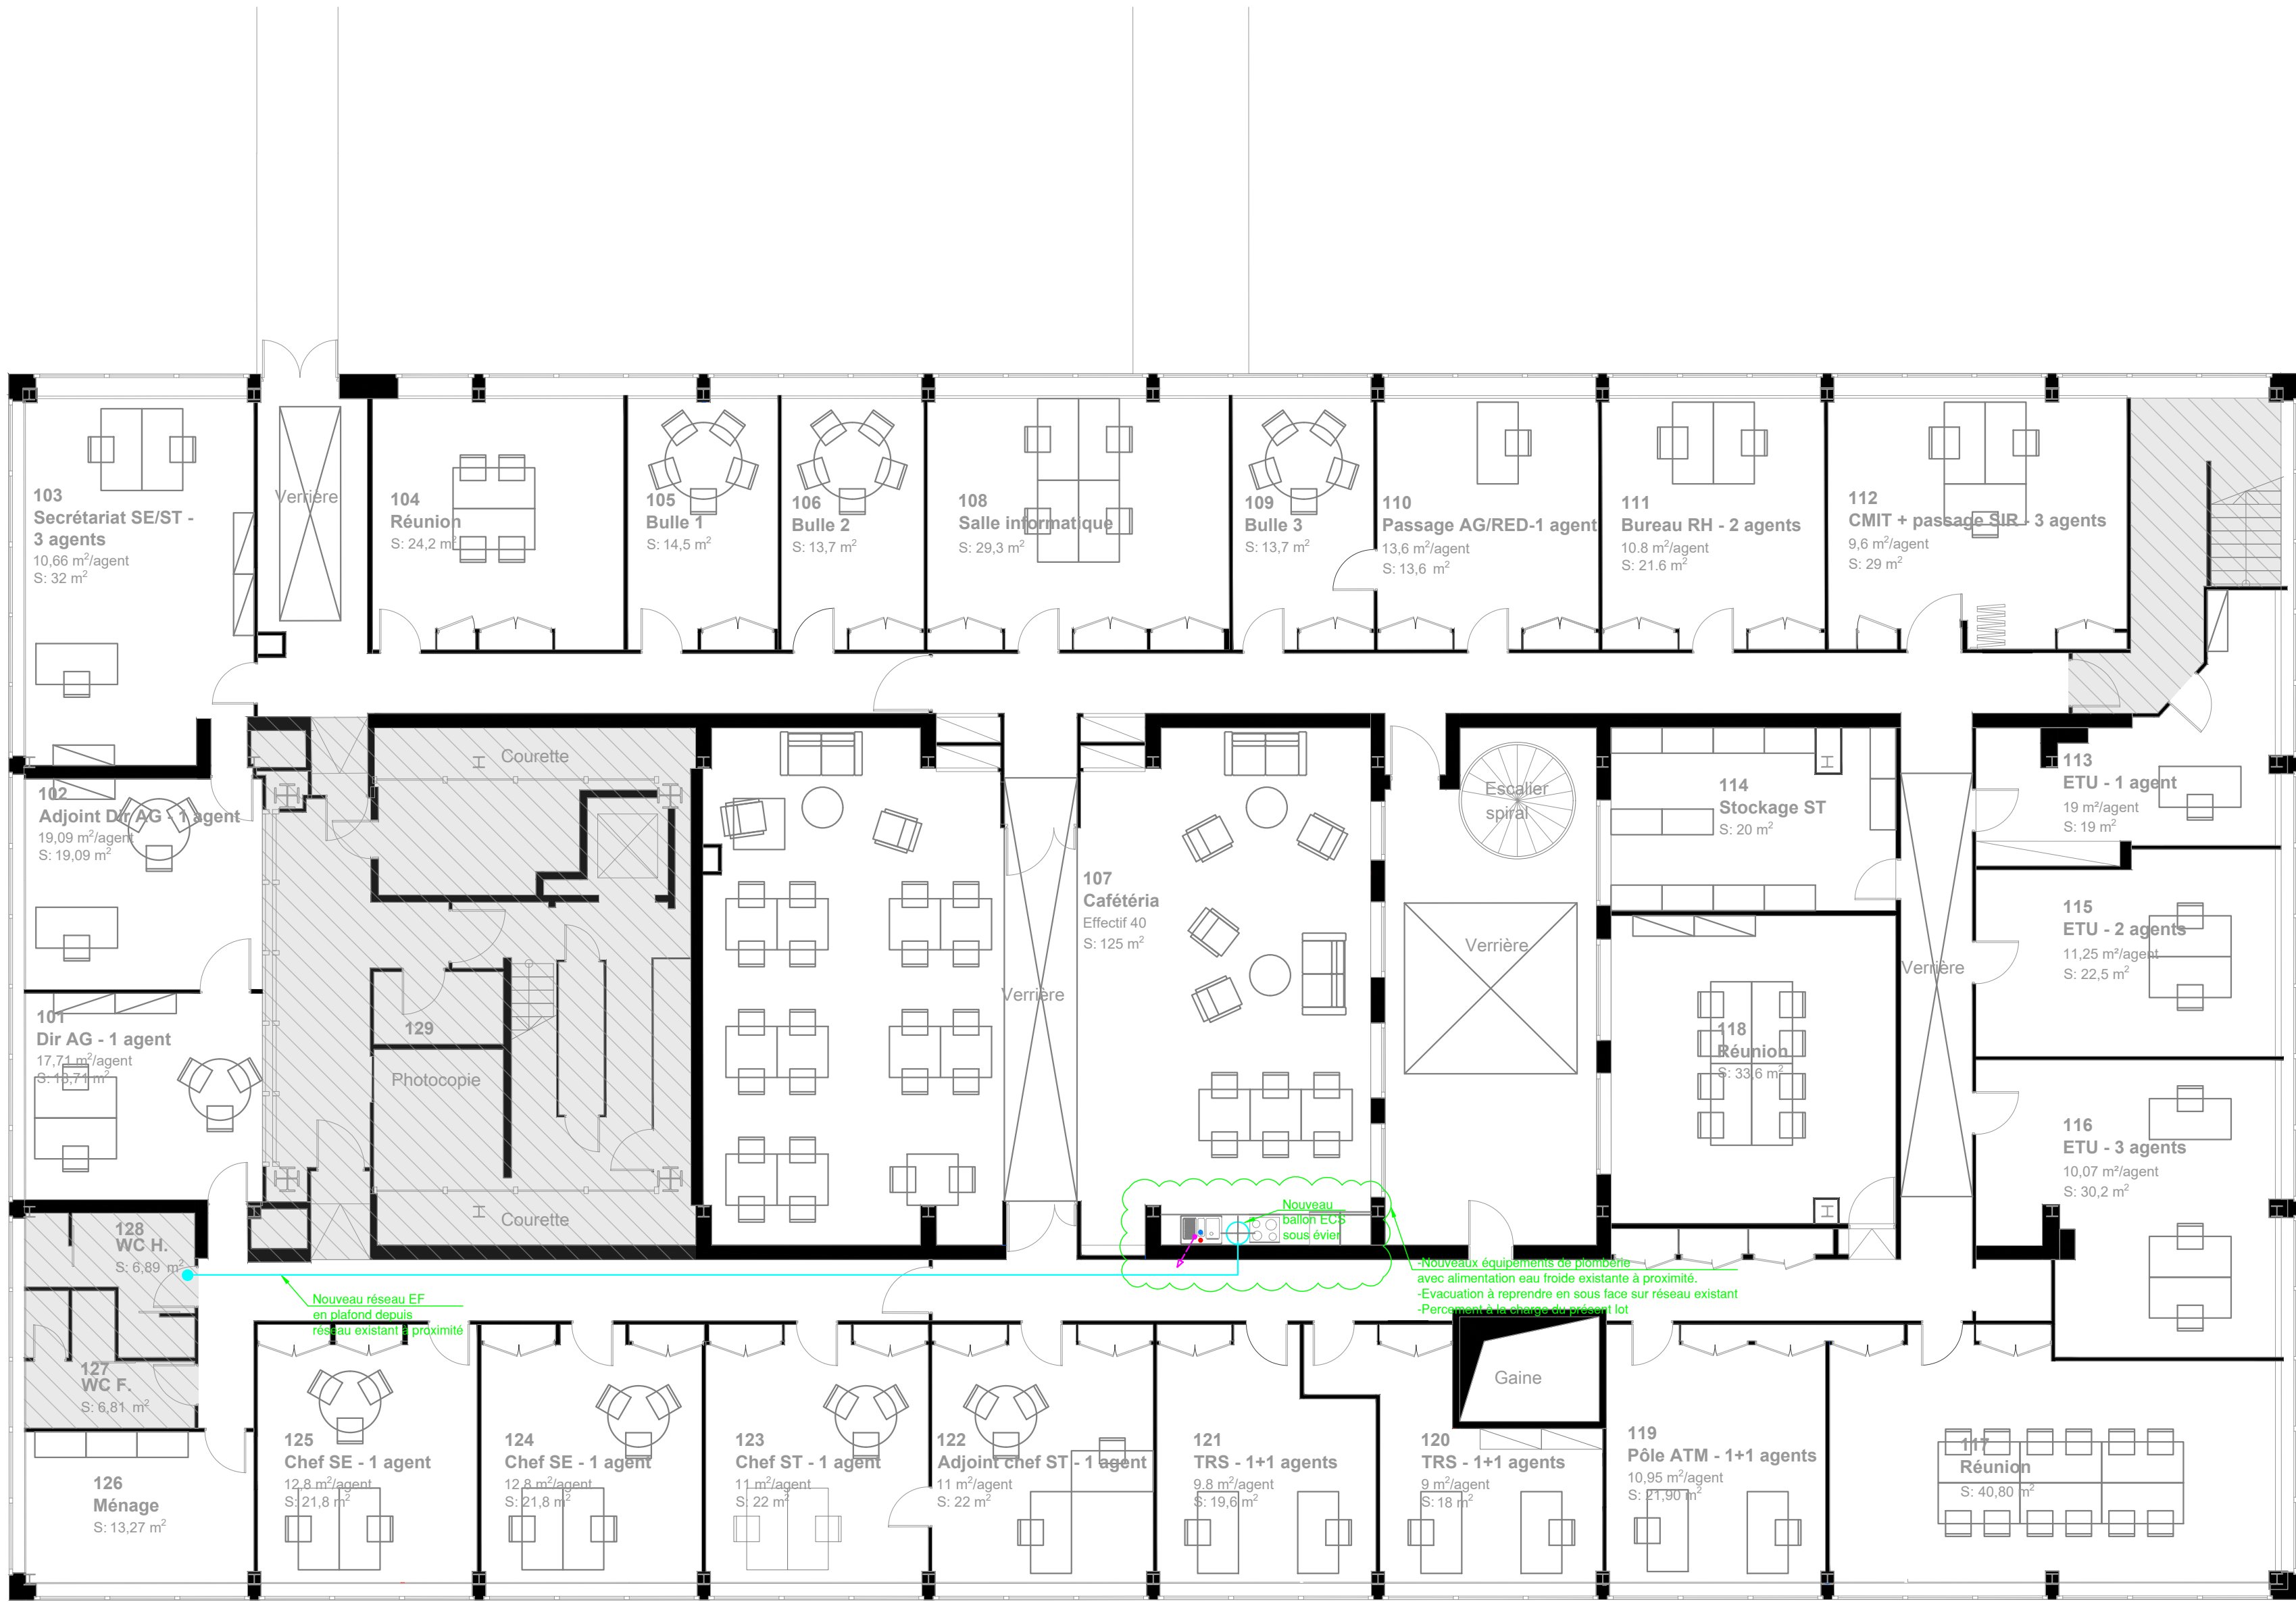 103
Secrétariat SE/ST -
3 agents
10,66 m²/agent
S: 32 m²
Verrière
104
Réunion
S: 24,2 m²
105
Bulle 1
S: 14,5 m²
106
Bulle 2
S: 13,7 m²
108
Salle informatique
S: 29,3 m²
109
Bulle 3
S: 13,7 m²
110
Passage AG/RED-1 agent
13,6 m²/agent
S: 13,6 m²
111
Bureau RH - 2 agents
10.8 m²/agent
S: 21.6 m²
112
CMIT + passage SIR - 3 agents
9,6 m²/agent
S: 29 m²
102
Adjoint Dir AG - 1 agent
19,09 m²/agent
S: 19,09 m²
Courette
107
Cafétéria
Effectif 40
S: 125 m²
Verrière
Escalier
spiral
Verrière
114
Stockage ST
S: 20 m²
Verrière
113
ETU - 1 agent
19 m²/agent
S: 19 m²
115
ETU - 2 agents
11,25 m²/agent
S: 22,5 m²
101
Dir AG - 1 agent
17,71 m²/agent
129
Photocopie
118
Réunion
S: 33,6 m²
116
ETU - 3 agents
10,07 m²/agent
S: 30,2 m²
Courette
128
WC H.
S: 6,89 m²
Nouveau
ballon ECS
sous évier
-Nouveaux équipements de plomberie
avec alimentation eau froide existante à proximité.
-Evacuation à reprendre en sous face sur réseau existant
-Percement à la charge du présent lot
Nouveau réseau EF
en plafond depuis
réseau existant à proximité
127
WC F.
S: 6,81 m²
Gaine
126
Ménage
S: 13,27 m²
125
Chef SE - 1 agent
12,8 m²/agent
S: 21,8 m²
124
Chef SE - 1 agent
12,8 m²/agent
S: 21,8 m²
123
Chef ST - 1 agent
11 m²/agent
S: 22 m²
122
Adjoint chef ST - 1 agent
11 m²/agent
S: 22 m²
121
TRS - 1+1 agents
9.8 m²/agent
S: 19,6 m²
120
TRS - 1+1 agents
9 m²/agent
S: 18 m²
119
Pôle ATM - 1+1 agents
10,95 m²/agent
S: 21,90 m²
117
Réunion
S: 40,80 m²